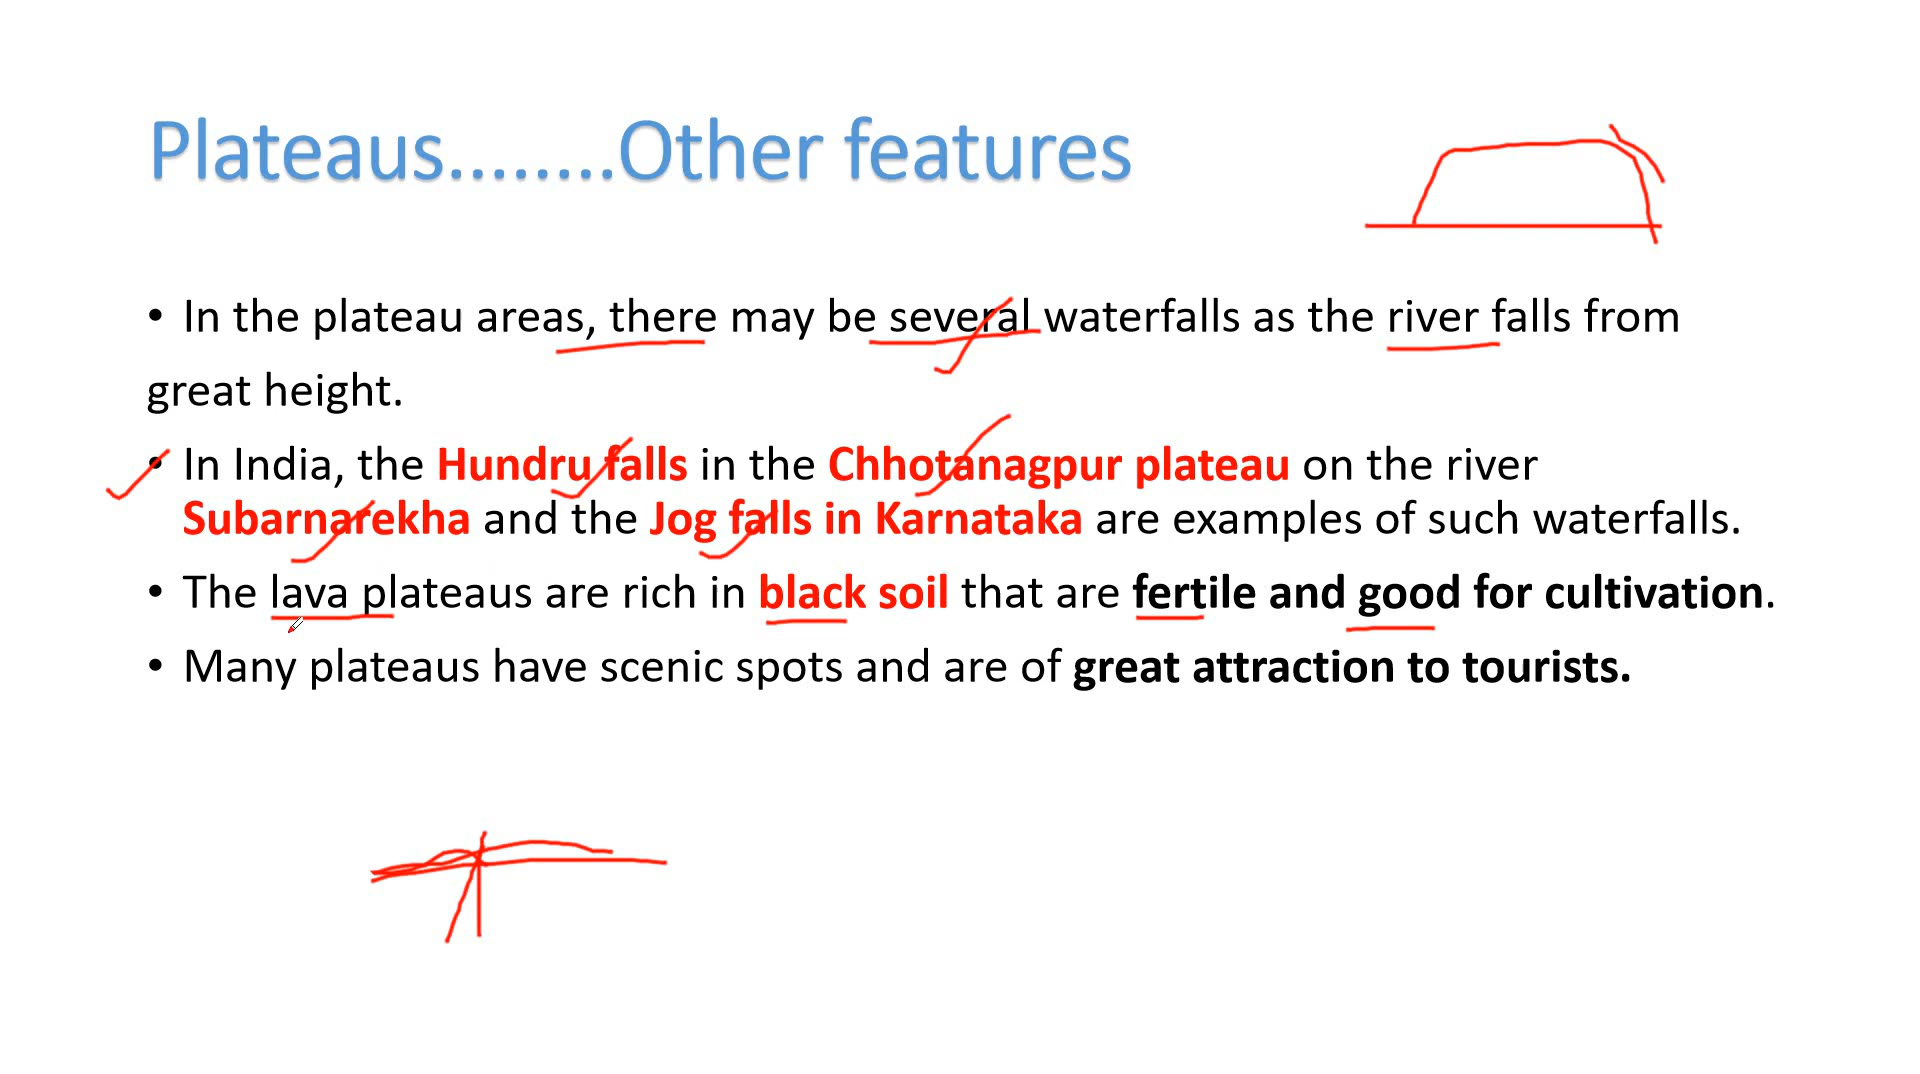 Plateaus........Other features
• In the plateau areas, there may be several waterfalls as the river falls from
great height.
• In India, the Hundru falls in the Chhotanagpur plateau on the river
Subarnarekha and the Jog falls in Karnataka are examples of such waterfalls.
• The lava plateaus are rich in black soil that are fertile and good for cultivation.
• Many plateaus have scenic spots and are of great attraction to tourists.